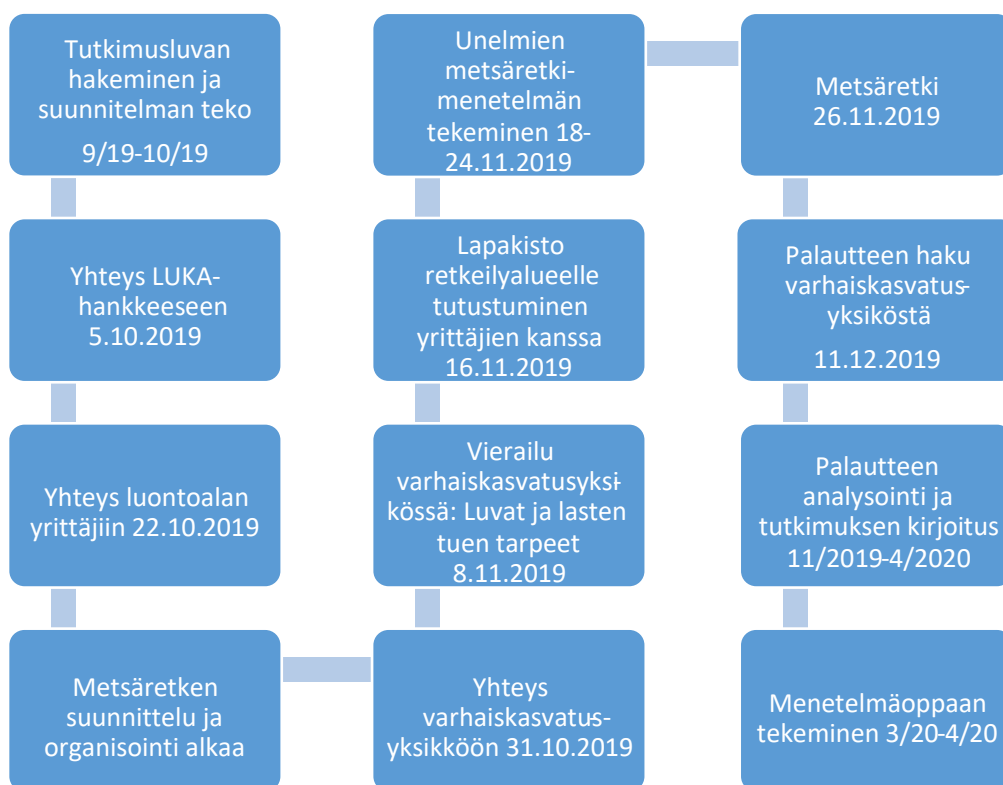 Tutkimusluvan
hakeminen ja
suunnitelman teko
9/19-10/19
Yhteys LUKA-
hankkeeseen
5.10.2019
Yhteys luontoalan
yrittäjiin 22.10.2019
Metsäretken
suunnittelu ja
organisointi alkaa
Yhteys
varhaiskasvatus-
yksikköön 31.10.2019
Vierailu
varhaiskasvatusyksi-
kössä: Luvat ja lasten
tuen tarpeet
8.11.2019
Lapakisto
retkeilyalueelle
tutustuminen
yrittäjien kanssa
16.11.2019
Unelmien
metsäretki-
menetelmän
tekeminen 18-
24.11.2019
Metsäretki
26.11.2019
Palautteen haku
varhaiskasvatus-
yksiköstä
11.12.2019
Palautteen
analysointi ja
tutkimuksen kirjoitus
11/2019-4/2020
Menetelmäoppaan
tekeminen 3/20-4/20